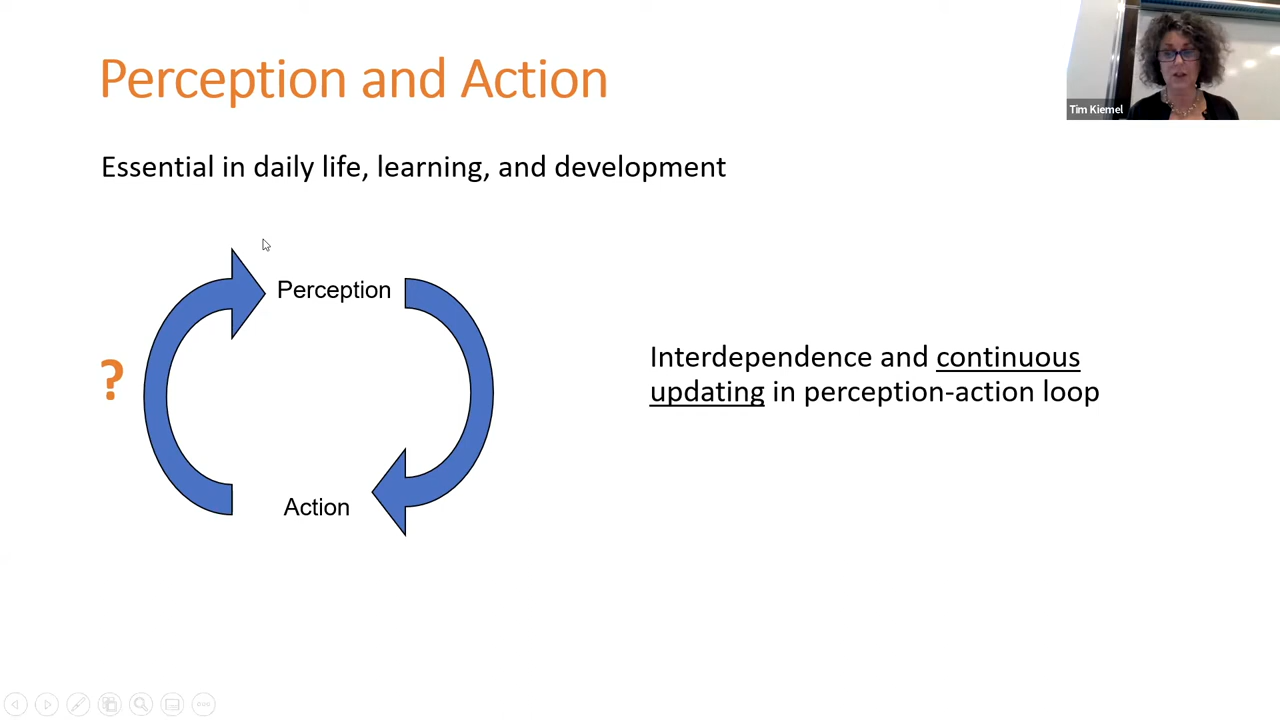 Perception and Action
Tim Kiemel
Essential in daily life, learning, and development
Perception
?
Interdependence and continuous
updating in perception-action loop
Action